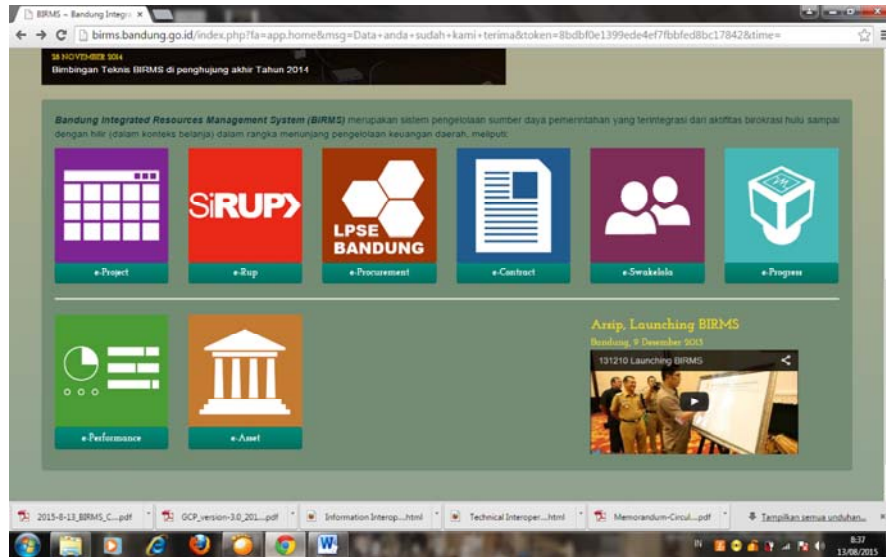 BIRMS - Bandung Integr
birms.bandung.go.id/index.php?fa=app.home&msg=Data+anda+sudah+kami+terima&token=8bdbf0e1399ede4ef7fbbfed8bc17842&time=
28 NOVEMBER 2014
Bimbingan Teknis BIRMS di penghujung akhir Tahun 2014
Bandung Integrated Resources Management System (BIRMS) merupakan sistem pengelolaan sumber daya pemerintahan yang terintegrasi dari aktifitas birokrasi hulu sampai
dengan hilir (dalam konteks belanja) dalam rangka menunjang pengelolaan keuangan daerah, meliputi:
SiRUP
LPSE
BANDUNG
e-Project
e-Rup
e-Procurement
e-Contract
e-Swakelola
e-Progress
Arsip, Launching BIRMS
Bandung, 9 Desember 2013
131210 Launching BIRMS
e-Performance
e-Asset
2015-8-13_BIRMS_C....pdf
GCP_version-3.0_201....pdf
Information Interop....html
Technical Interoper....html
Memorandum-Circul....pdf
Tampilkan semua unduhan...
IN
8:37
13/08/2015